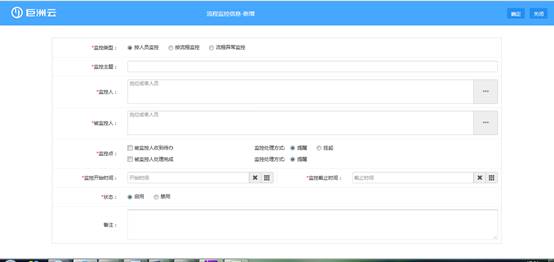 巨洲云
流程监控信息-新增
确定 关闭
*监控类型： 按人员监控 按流程监控 流程异常监控
*监控主题：
*监控人： 岗位或者人员
*被监控人： 岗位或者人员
*监控点： 被监控人收到待办 监控处理方式: 提醒 挂起
被监控人处理完成 监控处理方式: 提醒
*监控开始时间： 开始时间 *监控截止时间： 截止时间
*状态： 启用 禁用
备注：